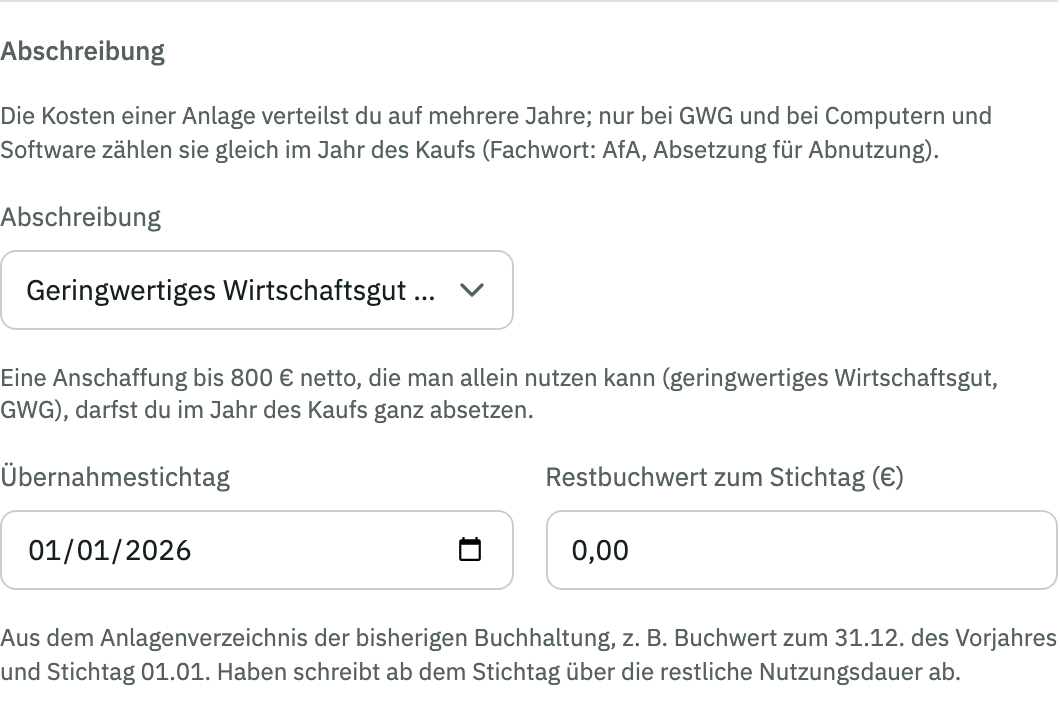 Abschreibung
Die Kosten einer Anlage verteilst du auf mehrere Jahre; nur bei GWG und bei Computern und
Software zählen sie gleich im Jahr des Kaufs (Fachwort: AfA, Absetzung für Abnutzung).
Abschreibung
Geringwertiges Wirtschaftsgut ...
Eine Anschaffung bis 800 € netto, die man allein nutzen kann (geringwertiges Wirtschaftsgut,
GWG), darfst du im Jahr des Kaufs ganz absetzen.
Übernahmestichtag
Restbuchwert zum Stichtag (€)
01/01/2026
0,00
Aus dem Anlagenverzeichnis der bisherigen Buchhaltung, z. B. Buchwert zum 31.12. des Vorjahres
und Stichtag 01.01. Haben schreibt ab dem Stichtag über die restliche Nutzungsdauer ab.